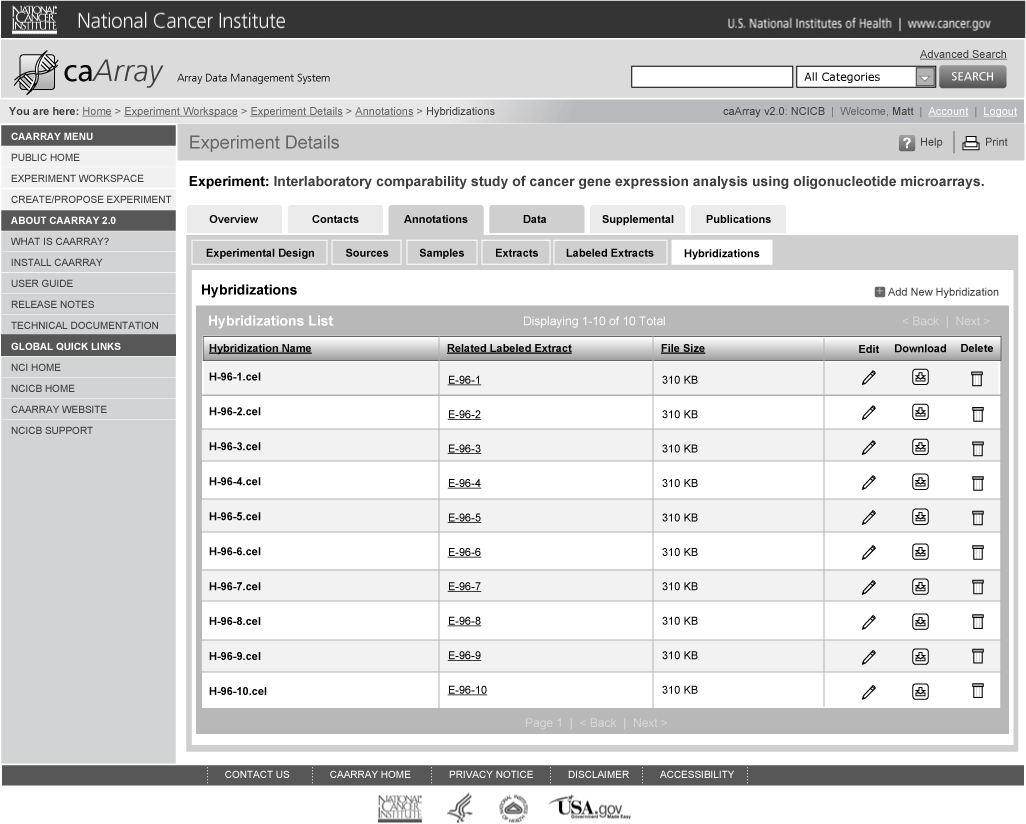 NATIONAL CANCER INSTITUTE National Cancer Institute U.S. National Institutes of Health | www.cancer.gov
Advanced Search
caArray Array Data Management System All Categories SEARCH
You are here: Home > Experiment Workspace > Experiment Details > Annotations > Hybridizations caArray v2.0: NCICB | Welcome, Matt | Account | Logout
CAARRAY MENU
PUBLIC HOME
EXPERIMENT WORKSPACE
CREATE/PROPOSE EXPERIMENT
ABOUT CAARRAY 2.0
WHAT IS CAARRAY?
INSTALL CAARRAY
USER GUIDE
RELEASE NOTES
TECHNICAL DOCUMENTATION
GLOBAL QUICK LINKS
NCI HOME
NCICB HOME
CAARRAY WEBSITE
NCICB SUPPORT
Experiment Details ? Help Print
Experiment: Interlaboratory comparability study of cancer gene expression analysis using oligonucleotide microarrays.
Overview Contacts Annotations Data Supplemental Publications
Experimental Design Sources Samples Extracts Labeled Extracts Hybridizations
Hybridizations + Add New Hybridization
Hybridizations List Displaying 1-10 of 10 Total < Back | Next >
Hybridization Name Related Labeled Extract File Size Edit Download Delete
H-96-1.cel E-96-1 310 KB
H-96-2.cel E-96-2 310 KB
H-96-3.cel E-96-3 310 KB
H-96-4.cel E-96-4 310 KB
H-96-5.cel E-96-5 310 KB
H-96-6.cel E-96-6 310 KB
H-96-7.cel E-96-7 310 KB
H-96-8.cel E-96-8 310 KB
H-96-9.cel E-96-9 310 KB
H-96-10.cel E-96-10 310 KB
Page 1 | < Back | Next >
CONTACT US CAARRAY HOME PRIVACY NOTICE DISCLAIMER ACCESSIBILITY
NATIONAL CANCER INSTITUTE USA.gov
Government Made Easy